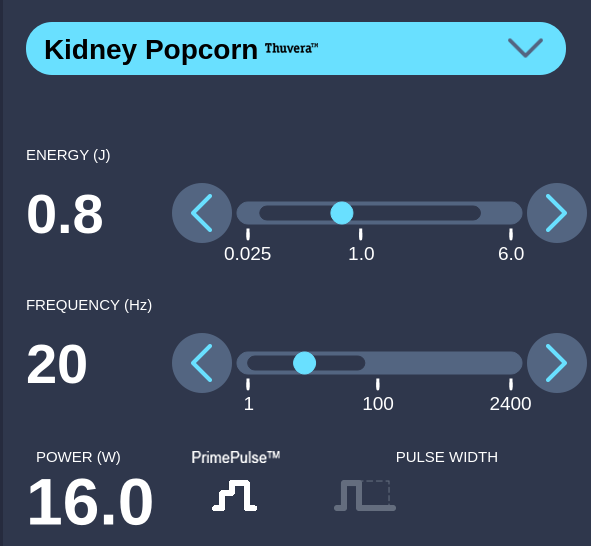 Kidney Popcorn Thuvera™
ENERGY (J)
0.8
0.025 1.0 6.0
FREQUENCY (Hz)
20
1 100 2400
POWER (W) PrimePulse™ PULSE WIDTH
16.0